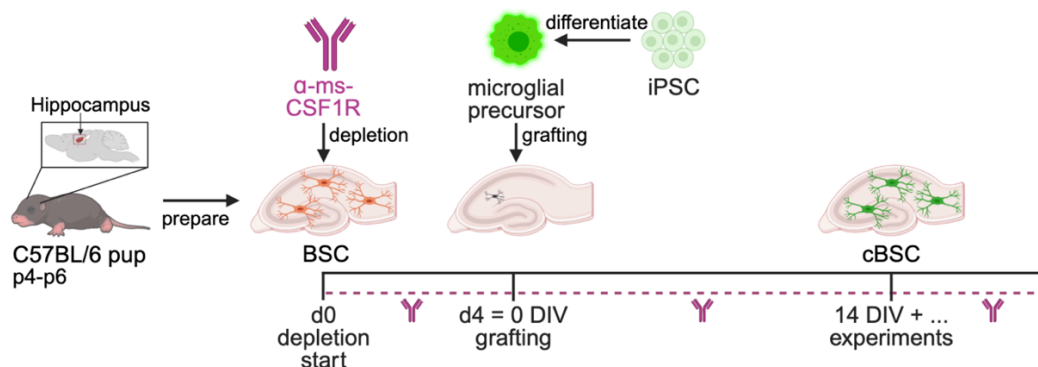 differentiate
α-ms-
CSF1R
microglial
precursor
iPSC
Hippocampus
depletion
grafting
prepare
C57BL/6 pup
p4-p6
BSC
cBSC
d0
depletion
start
d4 = 0 DIV
grafting
14 DIV + ...
experiments